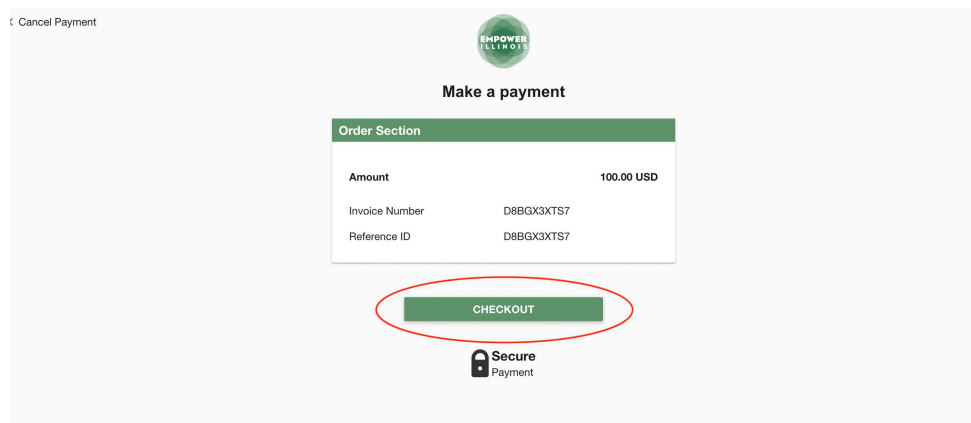 ‹ Cancel Payment
EMPOWER
ILLINOIS
Make a payment
Order Section
Amount 100.00 USD
Invoice Number D8BGX3XTS7
Reference ID D8BGX3XTS7
CHECKOUT
Secure
Payment